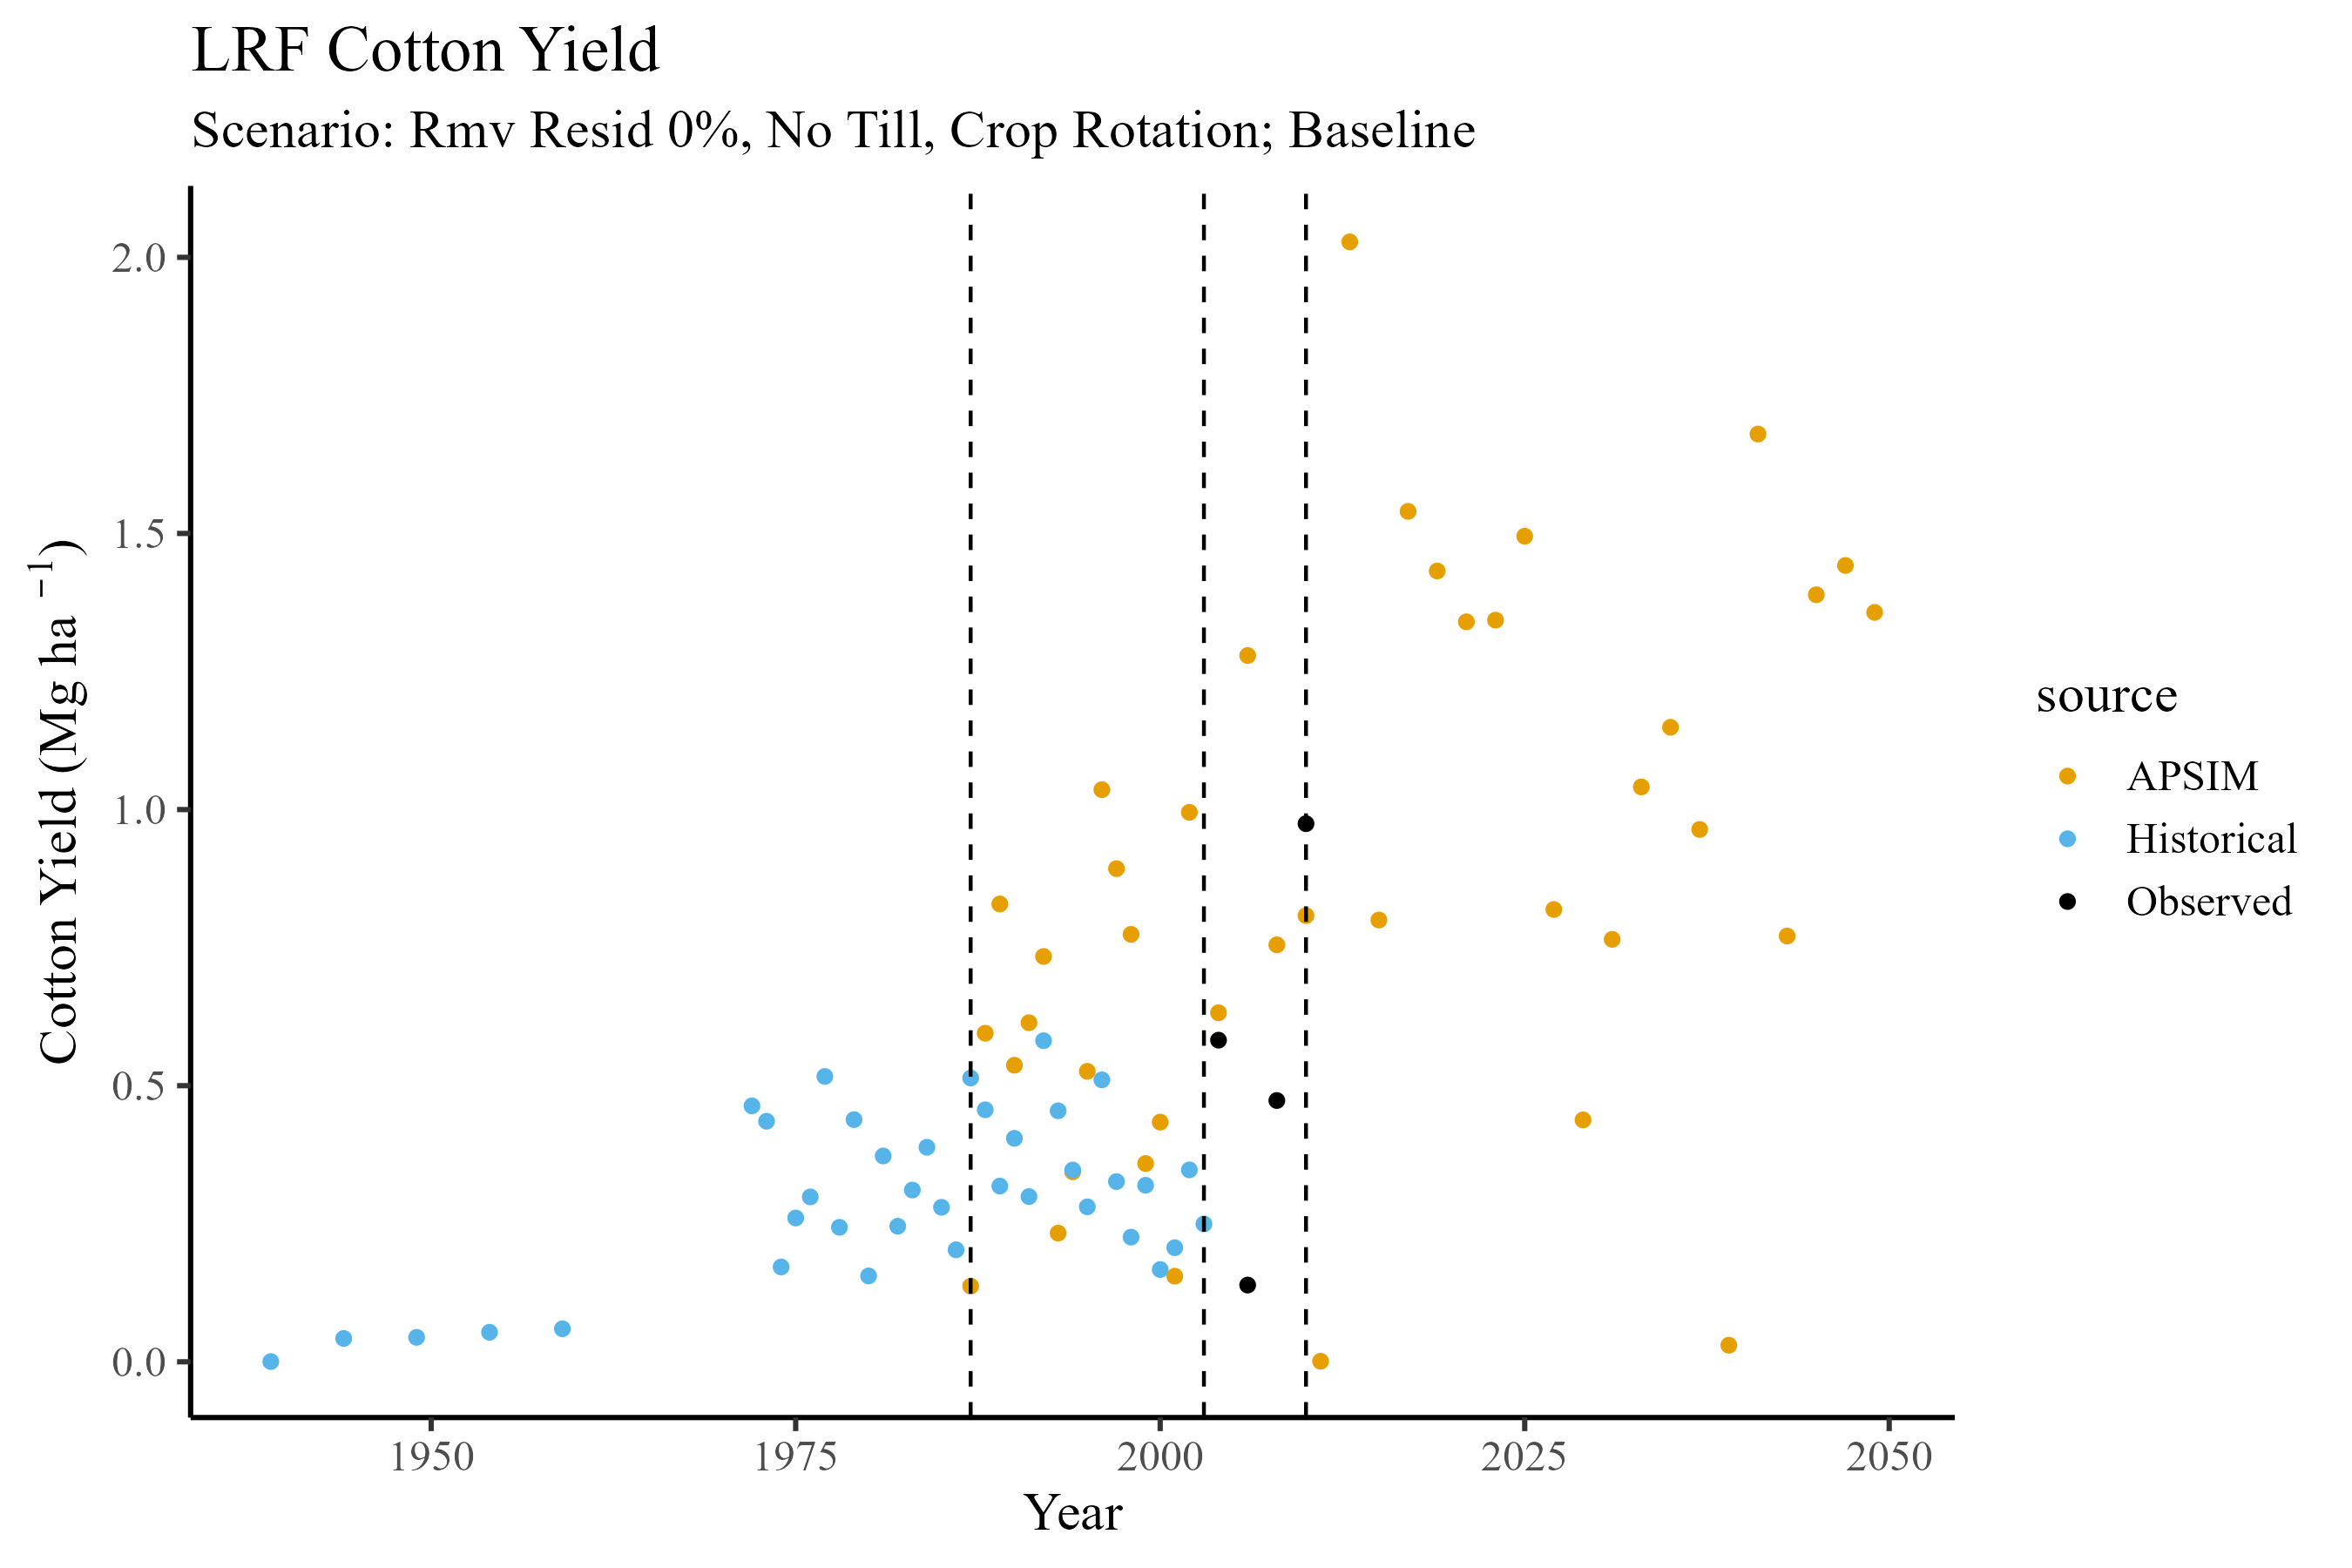 LRF Cotton Yield
Scenario: Rmv Resid 0%, No Till, Crop Rotation; Baseline
Cotton Yield (Mg ha⁻¹)
2.0
1.5
1.0
0.5
0.0
1950 1975 2000 2025 2050
Year
source
APSIM
Historical
Observed